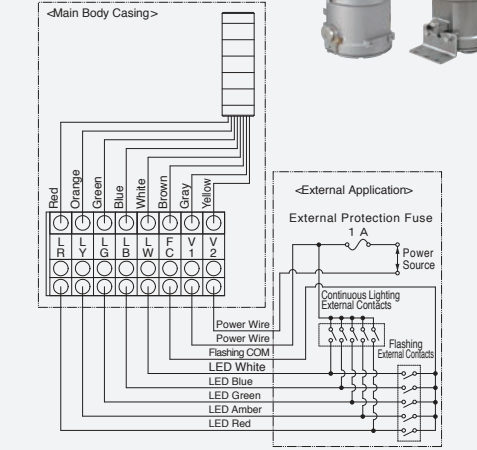 <Main Body Casing>
Red
Orange
Green
Blue
White
Brown
Gray
Yellow
L L L L L F V V
R Y G B W C 1 2
<External Application>
External Protection Fuse
1 A
Power
Source
Continuous Lighting
External Contacts
Flashing
External Contacts
Power Wire
Power Wire
Flashing COM
LED White
LED Blue
LED Green
LED Amber
LED Red